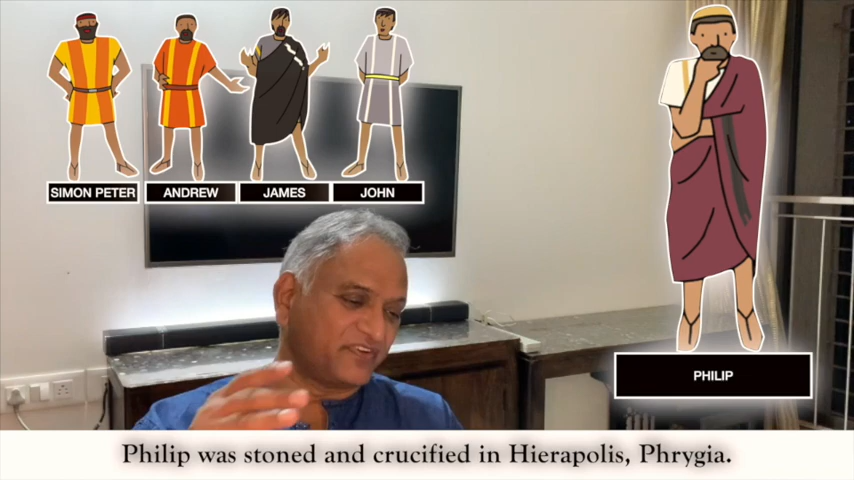 SIMON PETER
ANDREW
JAMES
JOHN
PHILIP
Philip was stoned and crucified in Hierapolis, Phrygia.